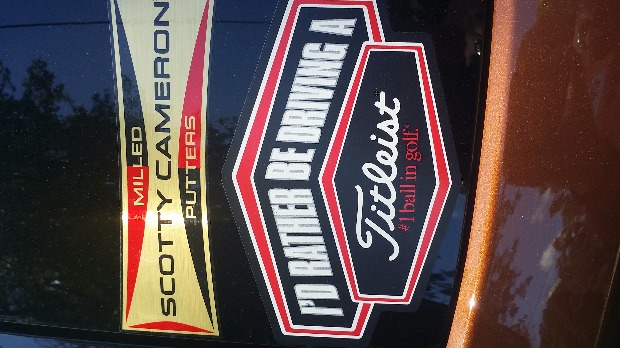 MILLED
SCOTTY CAMERON
PUTTERS
I'D RATHER BE DRIVING A
Titleist
#1 ball in golf.